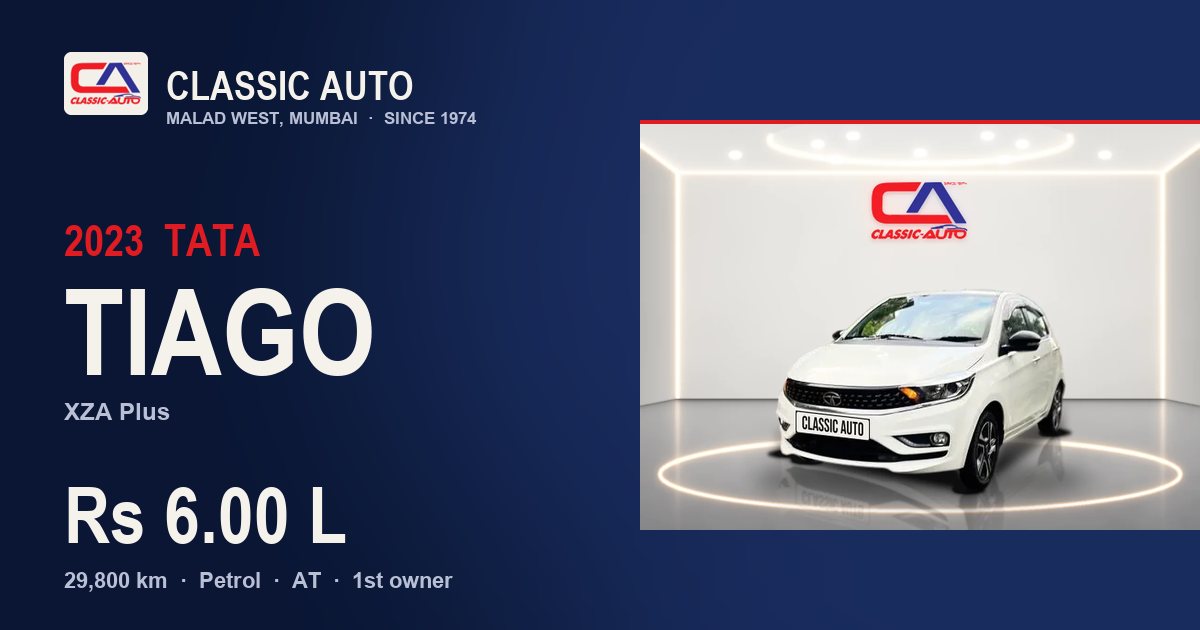 CA
CLASSIC-AUTO
CLASSIC AUTO
MALAD WEST, MUMBAI · SINCE 1974
2023 TATA
TIAGO
XZA Plus
Rs 6.00 L
29,800 km · Petrol · AT · 1st owner
CA
CLASSIC-AUTO
CLASSIC AUTO